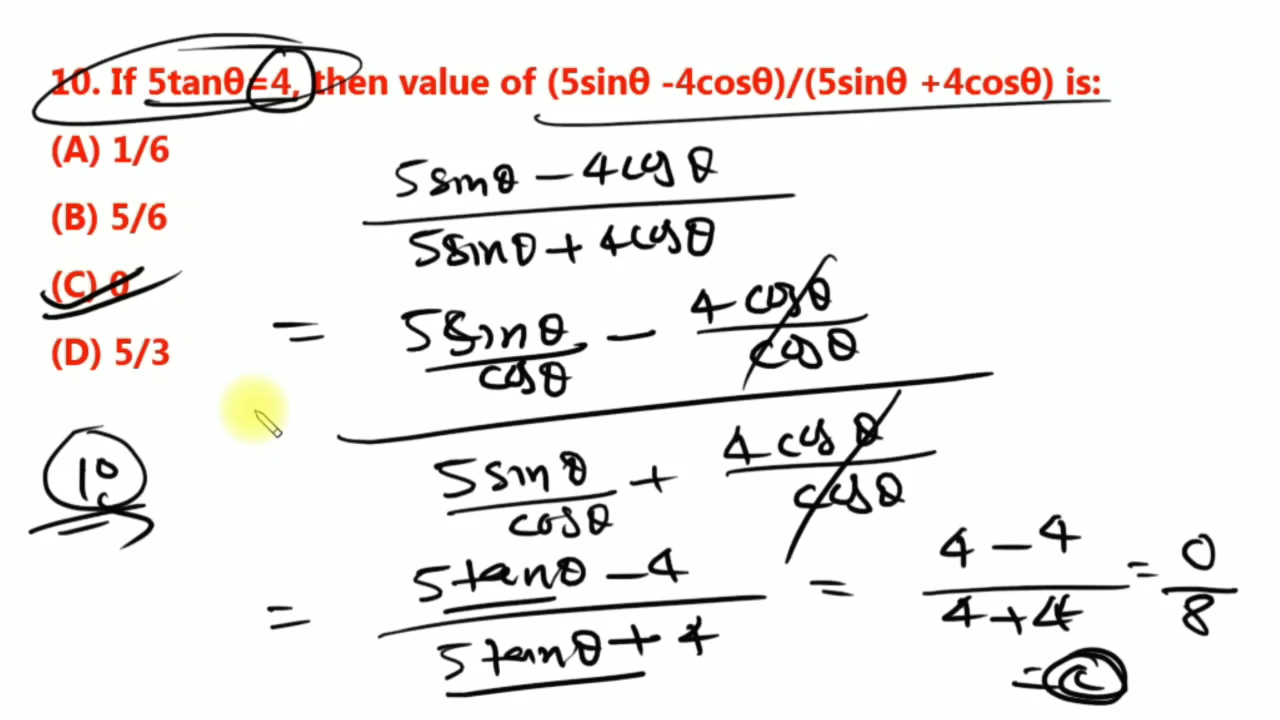 10. If 5tanθ=4, then value of (5sinθ -4cosθ)/(5sinθ +4cosθ) is:
(A) 1/6
(B) 5/6
(C) 0
(D) 5/3
5sinθ - 4cosθ
5sinθ + 4cosθ
= 5sinθ/cosθ - 4cosθ/cosθ
5sinθ/cosθ + 4cosθ/cosθ
= 5tanθ - 4 / 5tanθ + 4 = 4 - 4 / 4 + 4 = 0/8
10